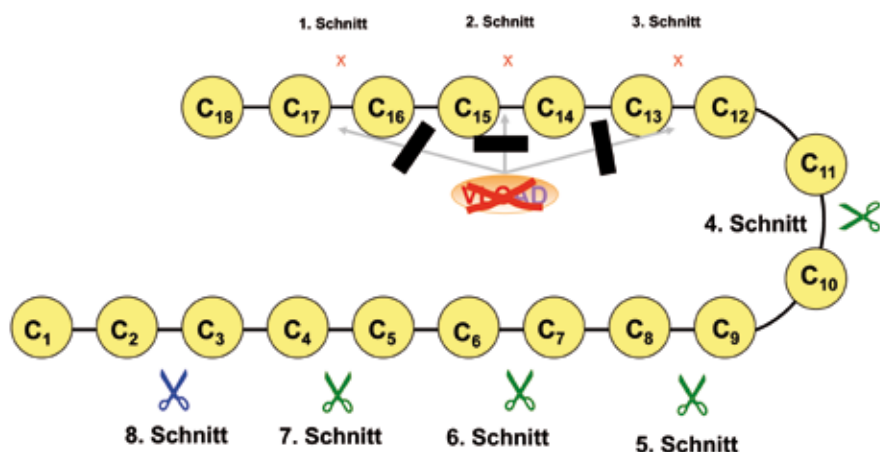 1. Schnitt 2. Schnitt 3. Schnitt
x x x
C18 C17 C16 C15 C14 C13 C12
C11
VLCAD
4. Schnitt
C10
C1 C2 C3 C4 C5 C6 C7 C8 C9
8. Schnitt 7. Schnitt 6. Schnitt 5. Schnitt